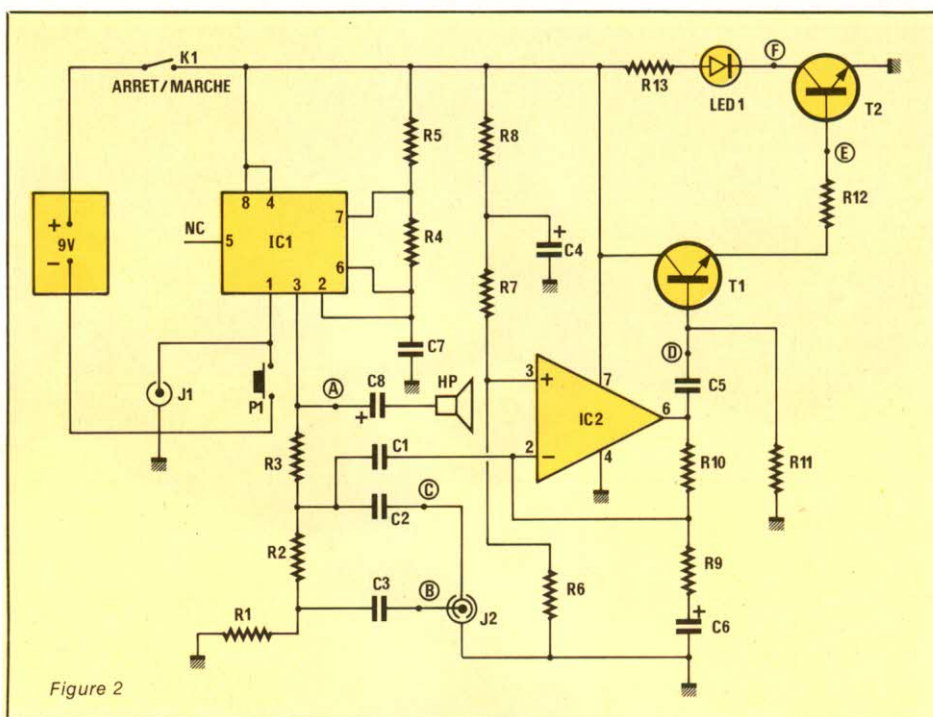 K1
ARRET/MARCHE
R13
LED 1
F
T2
E
R12
R5
R8
8 4
7
5
IC1
NC
R4
6
1 3 2
+
9V
-
C4
+
R7
T1
C7
J1
P1
A
C8
+
HP
D
C5
3
+
7
IC2
6
2
-
4
R3
C1
C
C2
R10
R11
R2
R9
C3
B
J2
R6
R1
+
C6
Figure 2